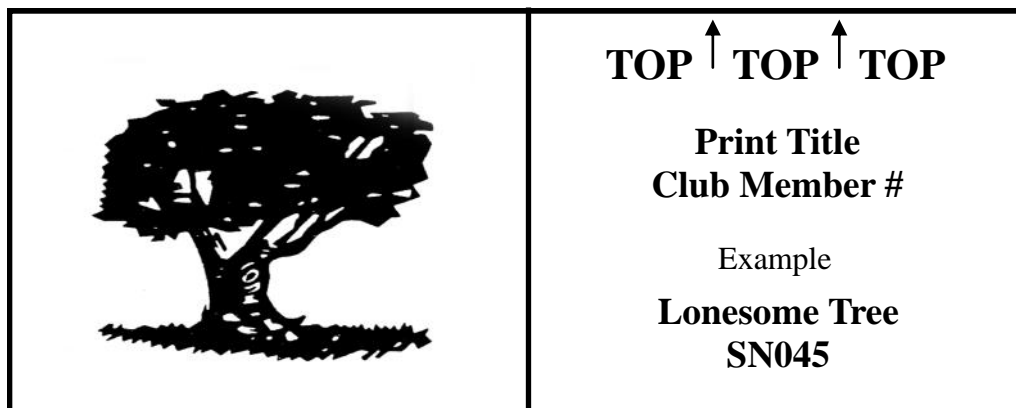 TOP TOP TOP
Print Title
Club Member #
Example
Lonesome Tree
SN045